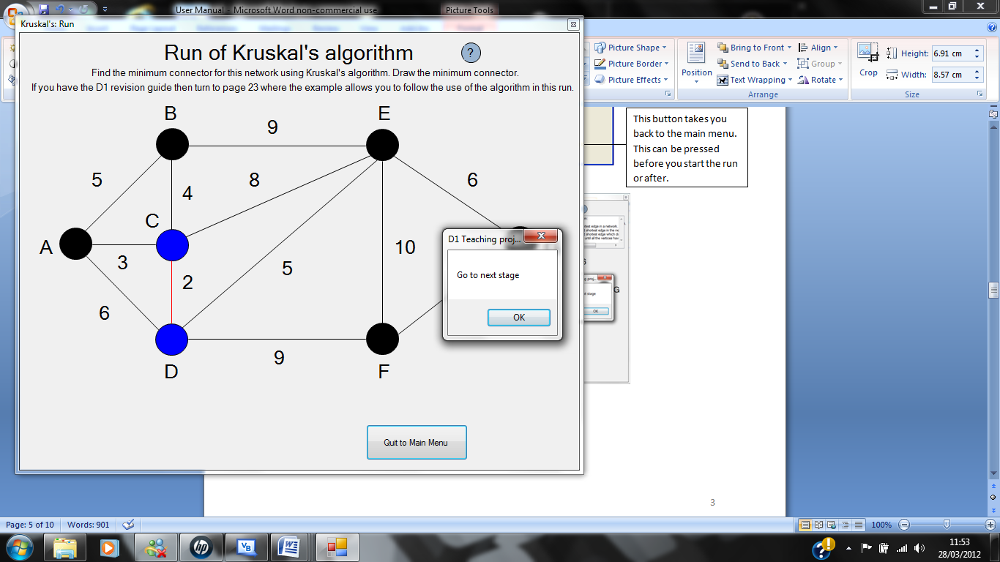 User Manual - Microsoft Word non-commercial use
Picture Tools
Kruskal's: Run
Run of Kruskal's algorithm
?
Find the minimum connector for this network using Kruskal's algorithm. Draw the minimum connector.
If you have the D1 revision guide then turn to page 23 where the example allows you to follow the use of the algorithm in this run.
B
E
9
5
8
6
4
C
A
3
10
5
2
6
9
D
F
D1 Teaching proj...
Go to next stage
OK
Quit to Main Menu
Picture Shape
Picture Border
Picture Effects
Position
Bring to Front
Send to Back
Text Wrapping
Align
Group
Rotate
Arrange
Crop
Height: 6.91 cm
Width: 8.57 cm
Size
This button takes you
back to the main menu.
This can be pressed
before you start the run
or after.
G
OK
3
Page: 5 of 10
Words: 901
100%
11:53
28/03/2012